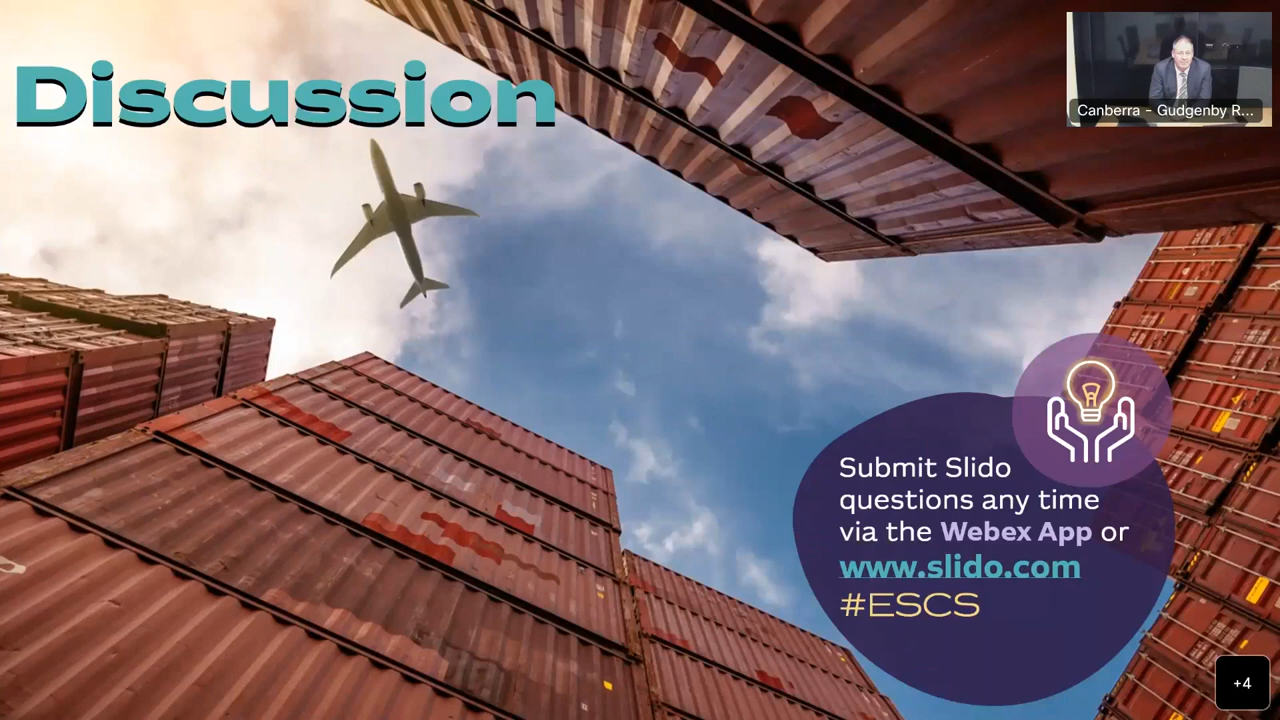 Discussion
Canberra - Gudgenby R...
Submit Slido
questions any time
via the Webex App or
www.slido.com
#ESCS
+4